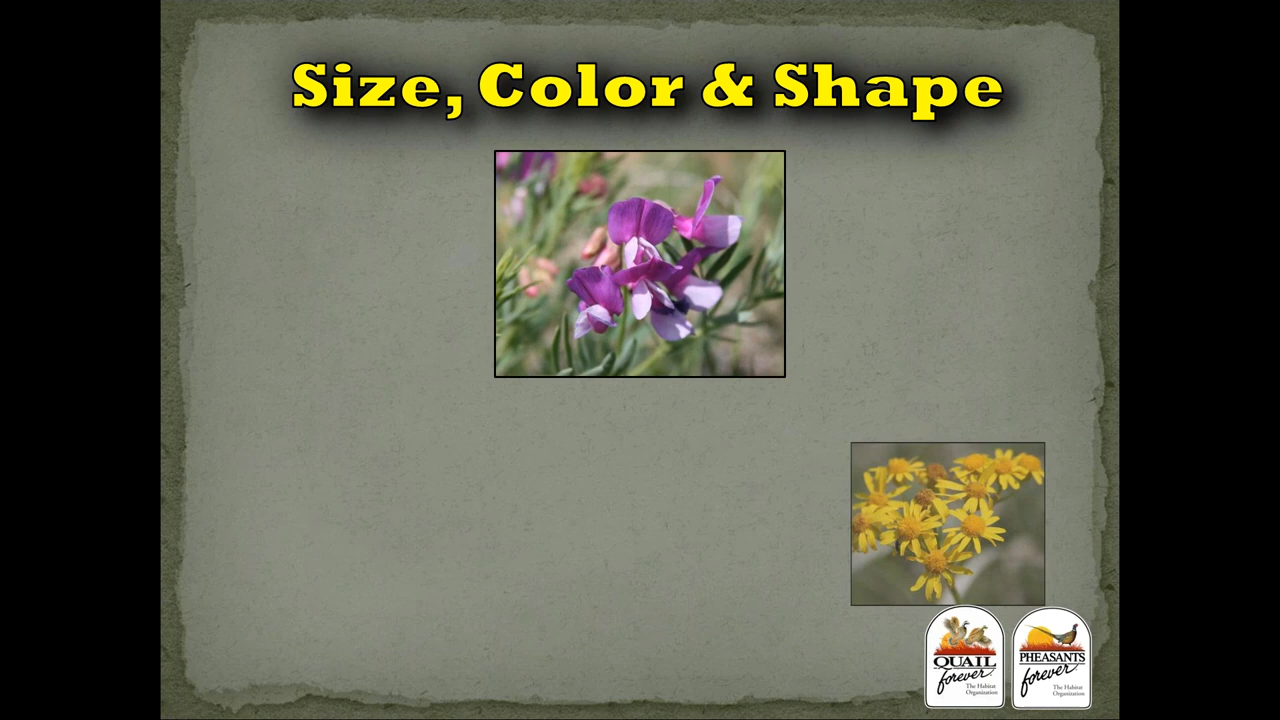 Size, Color & Shape
QUAIL
forever
The Habitat
Organization
PHEASANTS
forever
The Habitat
Organization